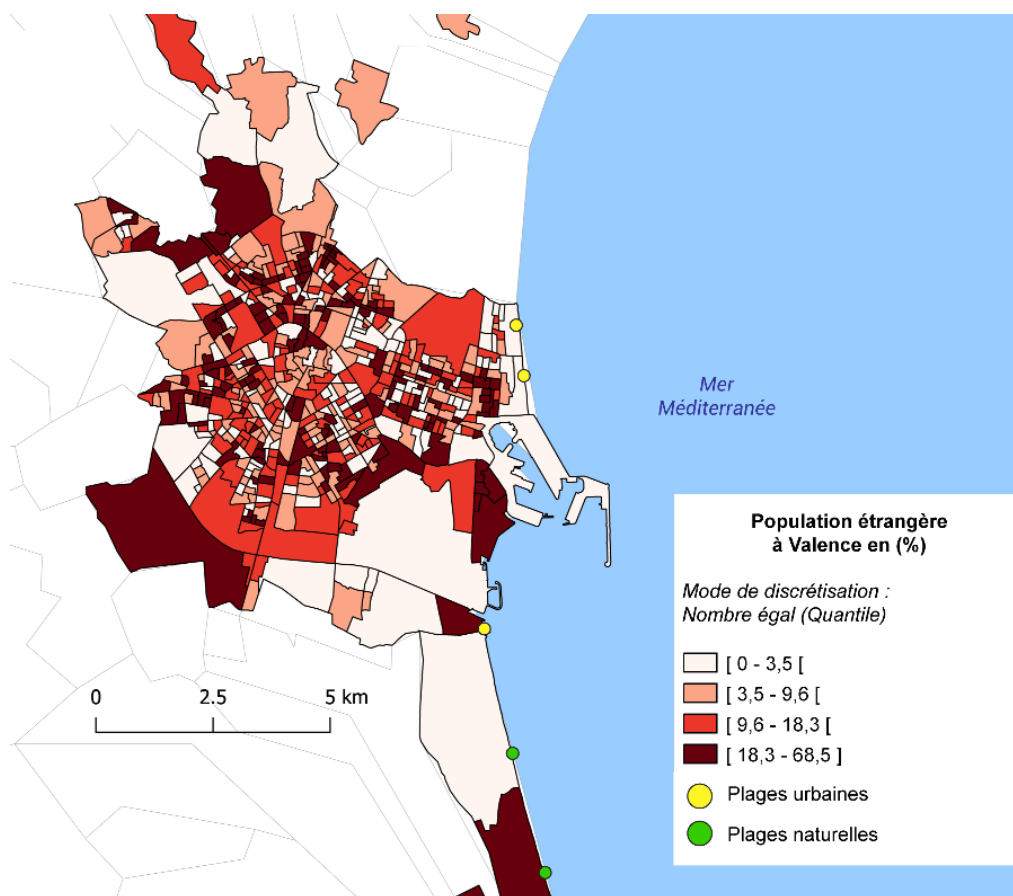 Mer
Méditerranée
0
2.5
5 km
Population étrangère
à Valence en (%)
Mode de discrétisation :
Nombre égal (Quantile)
[ 0 - 3,5 [
[ 3,5 - 9,6 [
[ 9,6 - 18,3 [
[ 18,3 - 68,5 ]
Plages urbaines
Plages naturelles